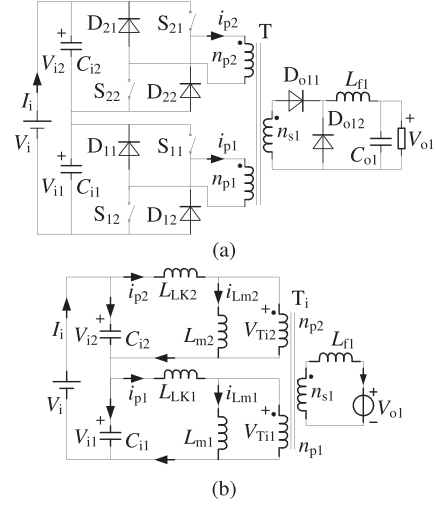 D21 S21 ip2 T
Vi2 Ci2 np2
Do11 Lf1
Ii S22 D22
Vi D11 S11 ns1 Do12 Co1 Vo1
ip1
Vi1 Ci1 np1
S12 D12
(a)
ip2 LLK2 iLm2 Ti
Ii np2
Vi2 Ci2 Lm2 VTi2 Lf1
Vi ip1 LLK1 iLm1 ns1 Vo1
Vi1 Ci1 Lm1 VTi1
np1
(b)